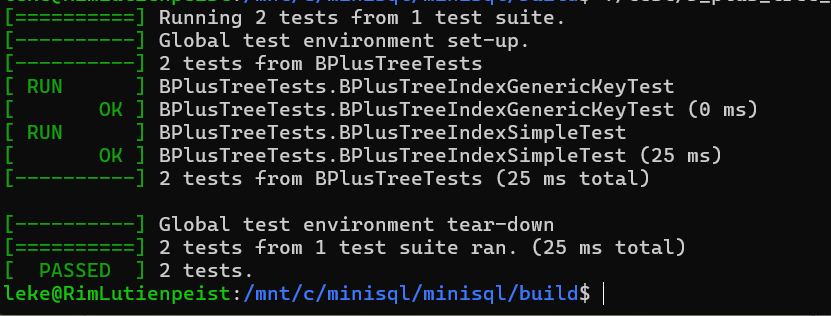 [==========] Running 2 tests from 1 test suite.
[----------] Global test environment set-up.
[----------] 2 tests from BPlusTreeTests
[ RUN      ] BPlusTreeTests.BPlusTreeIndexGenericKeyTest
[       OK ] BPlusTreeTests.BPlusTreeIndexGenericKeyTest (0 ms)
[ RUN      ] BPlusTreeTests.BPlusTreeIndexSimpleTest
[       OK ] BPlusTreeTests.BPlusTreeIndexSimpleTest (25 ms)
[----------] 2 tests from BPlusTreeTests (25 ms total)

[----------] Global test environment tear-down
[==========] 2 tests from 1 test suite ran. (25 ms total)
[  PASSED  ] 2 tests.
leke@RimLutienpeist:/mnt/c/minisql/minisql/build$